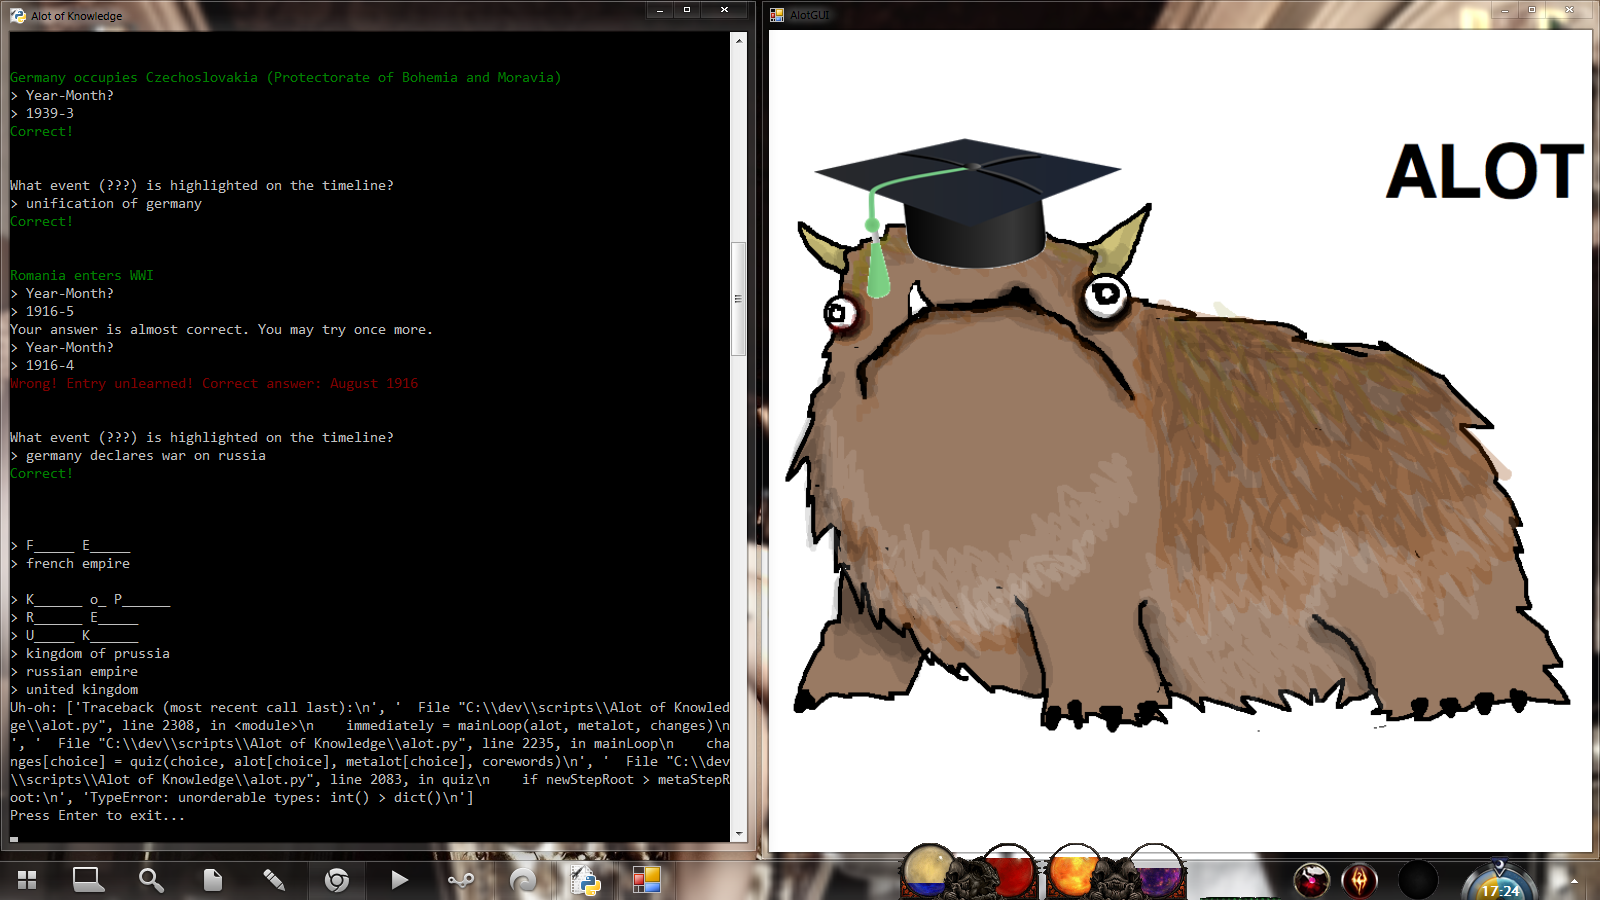 Alot of Knowledge
Germany occupies Czechoslovakia (Protectorate of Bohemia and Moravia)
> Year-Month?
> 1939-3
Correct!
What event (???) is highlighted on the timeline?
> unification of germany
Correct!
Romania enters WWI
> Year-Month?
> 1916-5
Your answer is almost correct. You may try once more.
> Year-Month?
> 1916-4
Wrong! Entry unlearned! Correct answer: August 1916
What event (???) is highlighted on the timeline?
> germany declares war on russia
Correct!
> F_____ E_____
> french empire
> K______ o_ P______
> R______ E_____
> U_____ K______
> kingdom of prussia
> russian empire
> united kingdom
Uh-oh: ['Traceback (most recent call last):\n', '  File "C:\\dev\\scripts\\Alot of Knowled
ge\\alot.py", line 2308, in <module>\n    immediately = mainLoop(alot, metalot, changes)\n
', '  File "C:\\dev\\scripts\\Alot of Knowledge\\alot.py", line 2235, in mainLoop\n    cha
nges[choice] = quiz(choice, alot[choice], metalot[choice], corewords)\n', '  File "C:\\dev
\\scripts\\Alot of Knowledge\\alot.py", line 2083, in quiz\n    if newStepRoot > metaStepR
oot:\n', 'TypeError: unorderable types: int() > dict()\n']
Press Enter to exit...
AlotGUI
ALOT
17:24